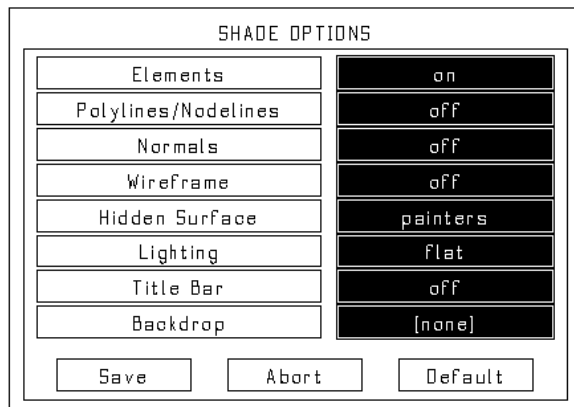 SHADE OPTIONS
Elements on
Polylines/Nodelines off
Normals off
Wireframe off
Hidden Surface painters
Lighting flat
Title Bar off
Backdrop [none]
Save Abort Default